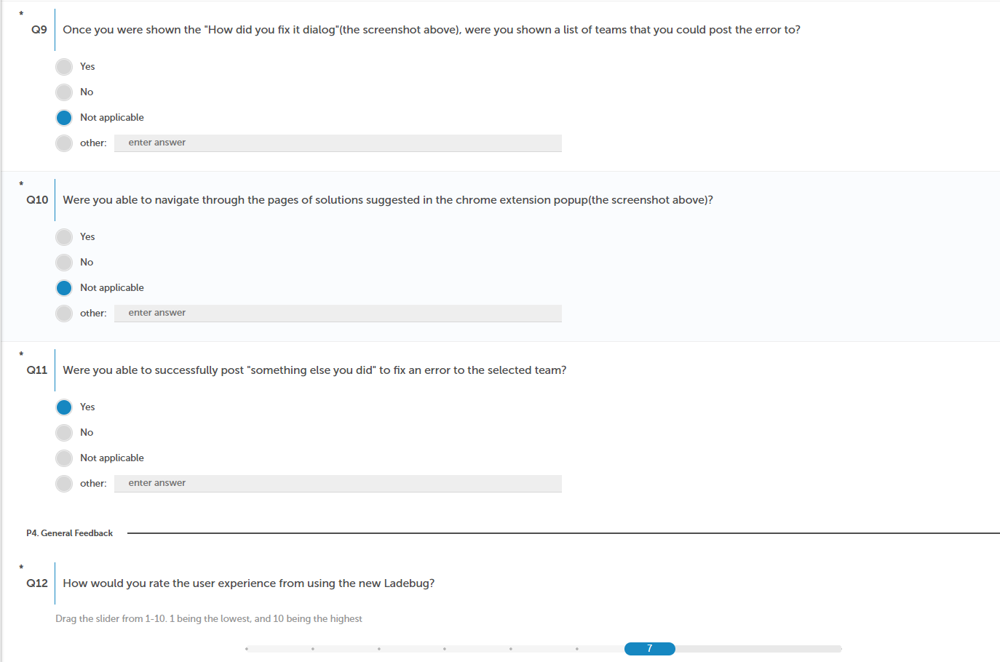 *
Q9 Once you were shown the "How did you fix it dialog"(the screenshot above), were you shown a list of teams that you could post the error to?
Yes
No
Not applicable
other: enter answer
*
Q10 Were you able to navigate through the pages of solutions suggested in the chrome extension popup(the screenshot above)?
Yes
No
Not applicable
other: enter answer
*
Q11 Were you able to successfully post "something else you did" to fix an error to the selected team?
Yes
No
Not applicable
other: enter answer
P4. General Feedback
*
Q12 How would you rate the user experience from using the new Ladebug?
Drag the slider from 1-10. 1 being the lowest, and 10 being the highest
7